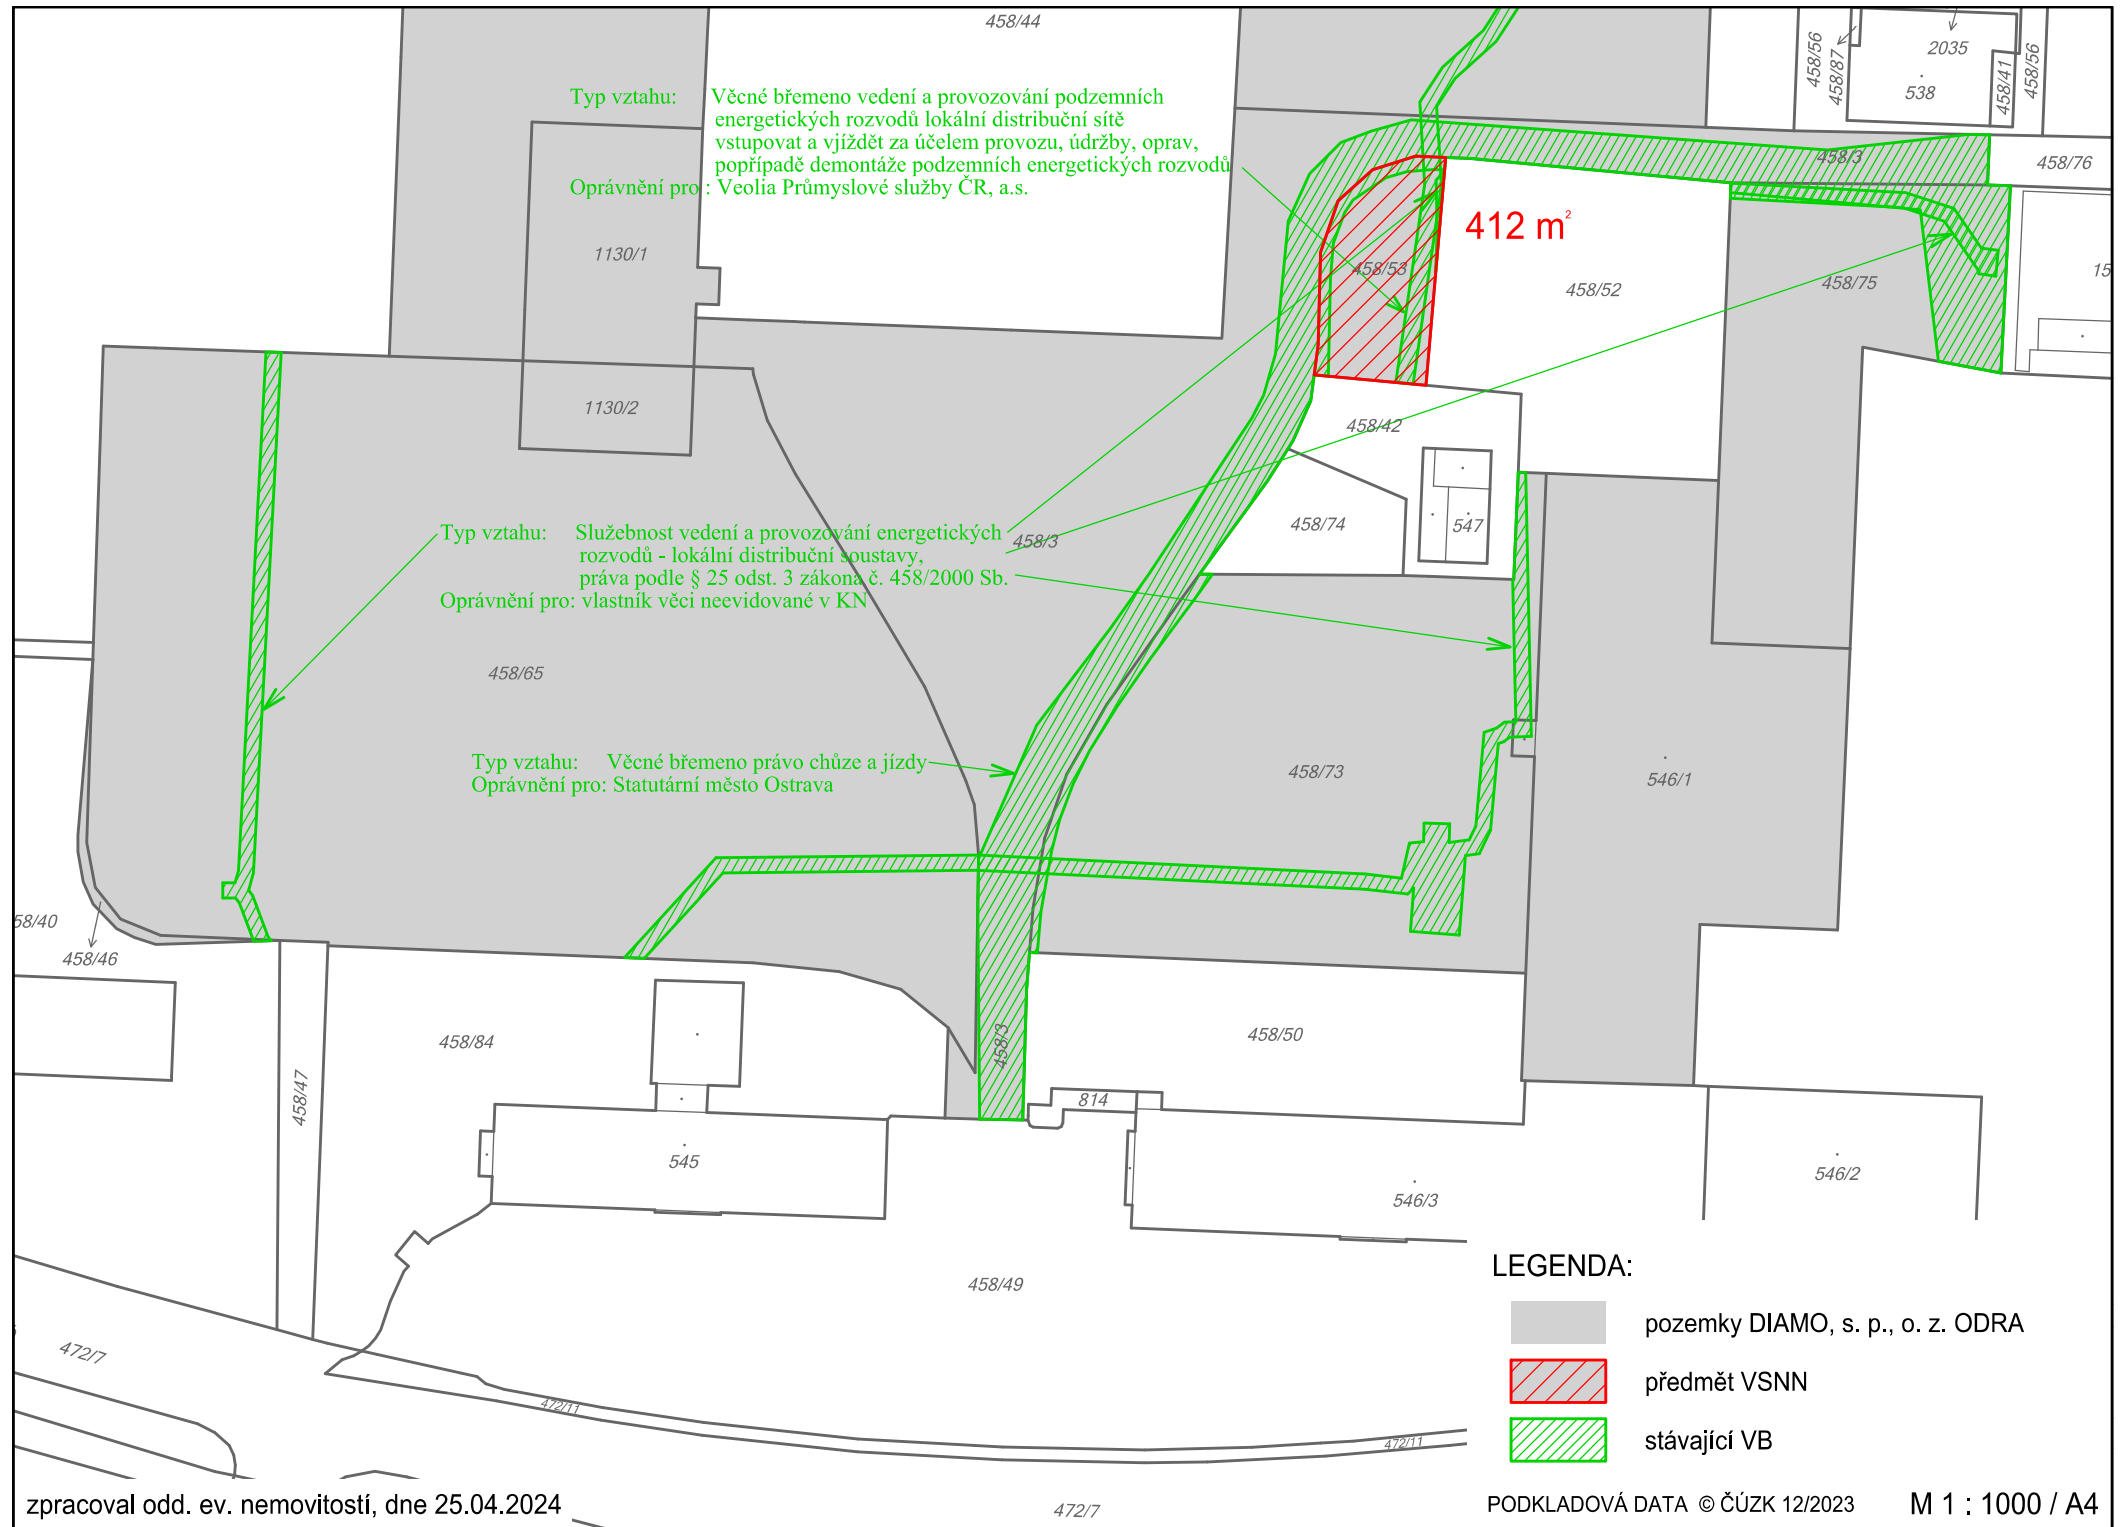 458/44
458/56
458/87
2035
538
458/41
458/56
Typ vztahu: Věcné břemeno vedení a provozování podzemních
energetických rozvodů lokální distribuční sítě
vstupovat a vjíždět za účelem provozu, údržby, oprav,
popřípadě demontáže podzemních energetických rozvodů
Oprávnění pro : Veolia Průmyslové služby ČR, a.s.
458/3
458/76
412 m²
1130/1
458/53
458/52
458/75
15
1130/2
458/42
458/74
547
Typ vztahu: Služebnost vedení a provozování energetických
rozvodů - lokální distribuční soustavy,
práva podle § 25 odst. 3 zákona č. 458/2000 Sb.
Oprávnění pro: vlastník věci neevidované v KN
458/3
458/65
Typ vztahu: Věcné břemeno právo chůze a jízdy
Oprávnění pro: Statutární město Ostrava
458/73
546/1
58/40
458/46
458/84
458/3
458/50
458/47
814
545
546/3
546/2
458/49
472/7
472/11
472/11
472/7
LEGENDA:
pozemky DIAMO, s. p., o. z. ODRA
předmět VSNN
stávající VB
zpracoval odd. ev. nemovitostí, dne 25.04.2024
PODKLADOVÁ DATA © ČÚZK 12/2023
M 1 : 1000 / A4